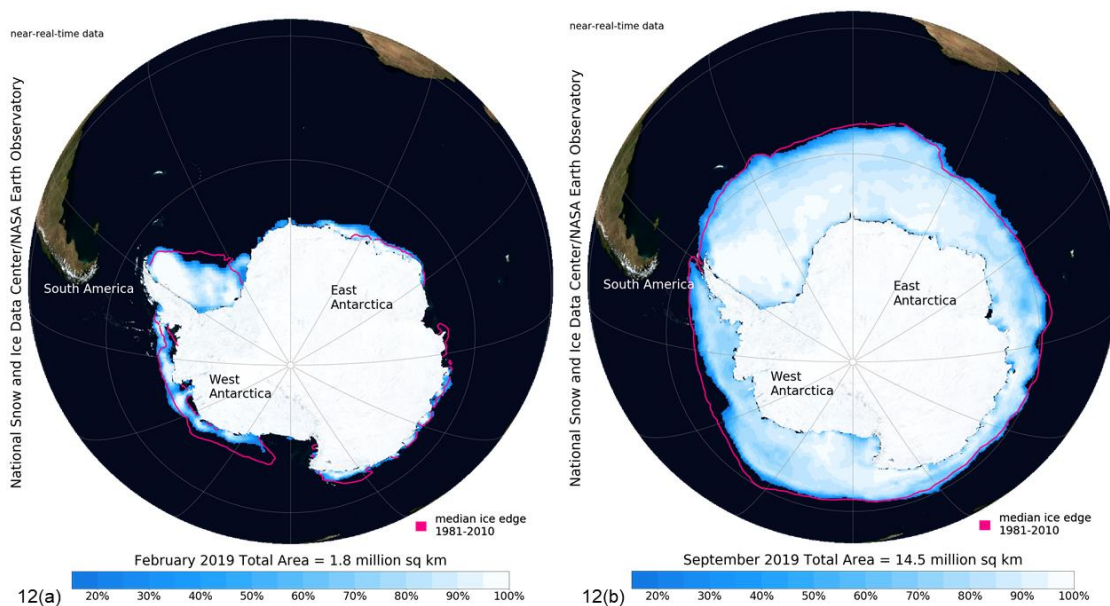 near-real-time data
National Snow and Ice Data Center/NASA Earth Observatory
South America
East
Antarctica
West
Antarctica
median ice edge
1981-2010
February 2019 Total Area = 1.8 million sq km
12(a)
20% 30% 40% 50% 60% 70% 80% 90% 100%
near-real-time data
National Snow and Ice Data Center/NASA Earth Observatory
South America
East
Antarctica
West
Antarctica
median ice edge
1981-2010
September 2019 Total Area = 14.5 million sq km
12(b)
20% 30% 40% 50% 60% 70% 80% 90% 100%